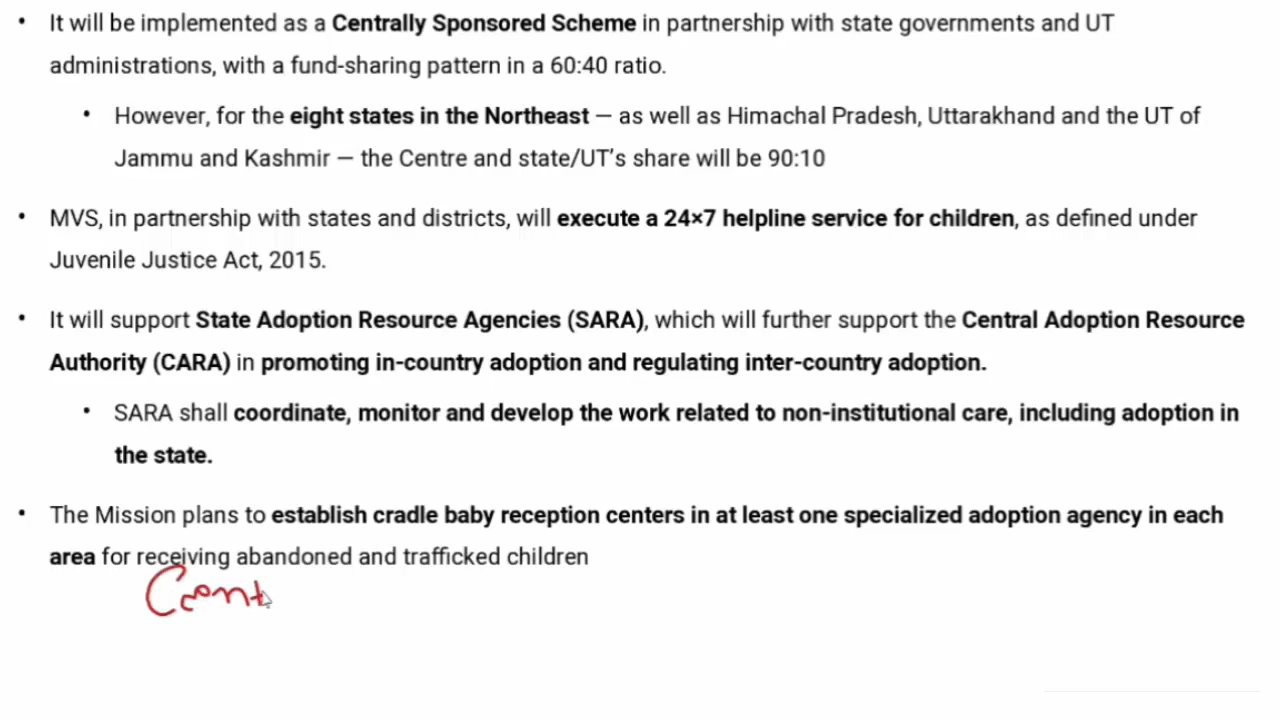 • It will be implemented as a Centrally Sponsored Scheme in partnership with state governments and UT
administrations, with a fund-sharing pattern in a 60:40 ratio.
• However, for the eight states in the Northeast — as well as Himachal Pradesh, Uttarakhand and the UT of
Jammu and Kashmir — the Centre and state/UT's share will be 90:10
• MVS, in partnership with states and districts, will execute a 24×7 helpline service for children, as defined under
Juvenile Justice Act, 2015.
• It will support State Adoption Resource Agencies (SARA), which will further support the Central Adoption Resource
Authority (CARA) in promoting in-country adoption and regulating inter-country adoption.
• SARA shall coordinate, monitor and develop the work related to non-institutional care, including adoption in
the state.
• The Mission plans to establish cradle baby reception centers in at least one specialized adoption agency in each
area for receiving abandoned and trafficked children